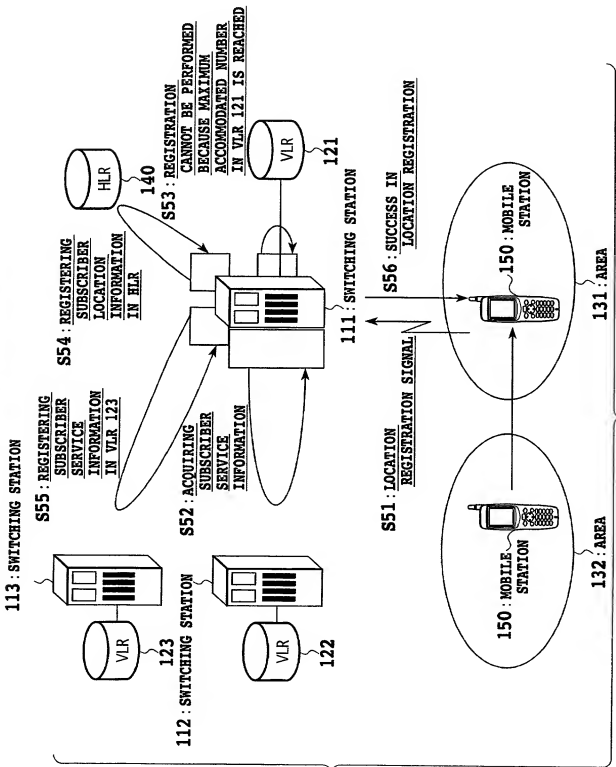 113 : SWITCHING STATION
VLR
123
112 : SWITCHING STATION
VLR
122
S55 : REGISTERING
SUBSCRIBER
SERVICE
INFORMATION
IN VLR 123
S54 : REGISTERING
SUBSCRIBER
LOCATION
INFORMATION
IN HLR
HLR
140
S53 : REGISTRATION
CANNOT BE PERFORMED
BECAUSE MAXIMUM
ACCOMMODATED NUMBER
IN VLR 121 IS REACHED
VLR
121
S52 : ACQUIRING
SUBSCRIBER
SERVICE
INFORMATION
111 : SWITCHING STATION
S51 : LOCATION
REGISTRATION SIGNAL
S56 : SUCCESS IN
LOCATION REGISTRATION
150 : MOBILE
STATION
132 : AREA
150 : MOBILE
STATION
131 : AREA